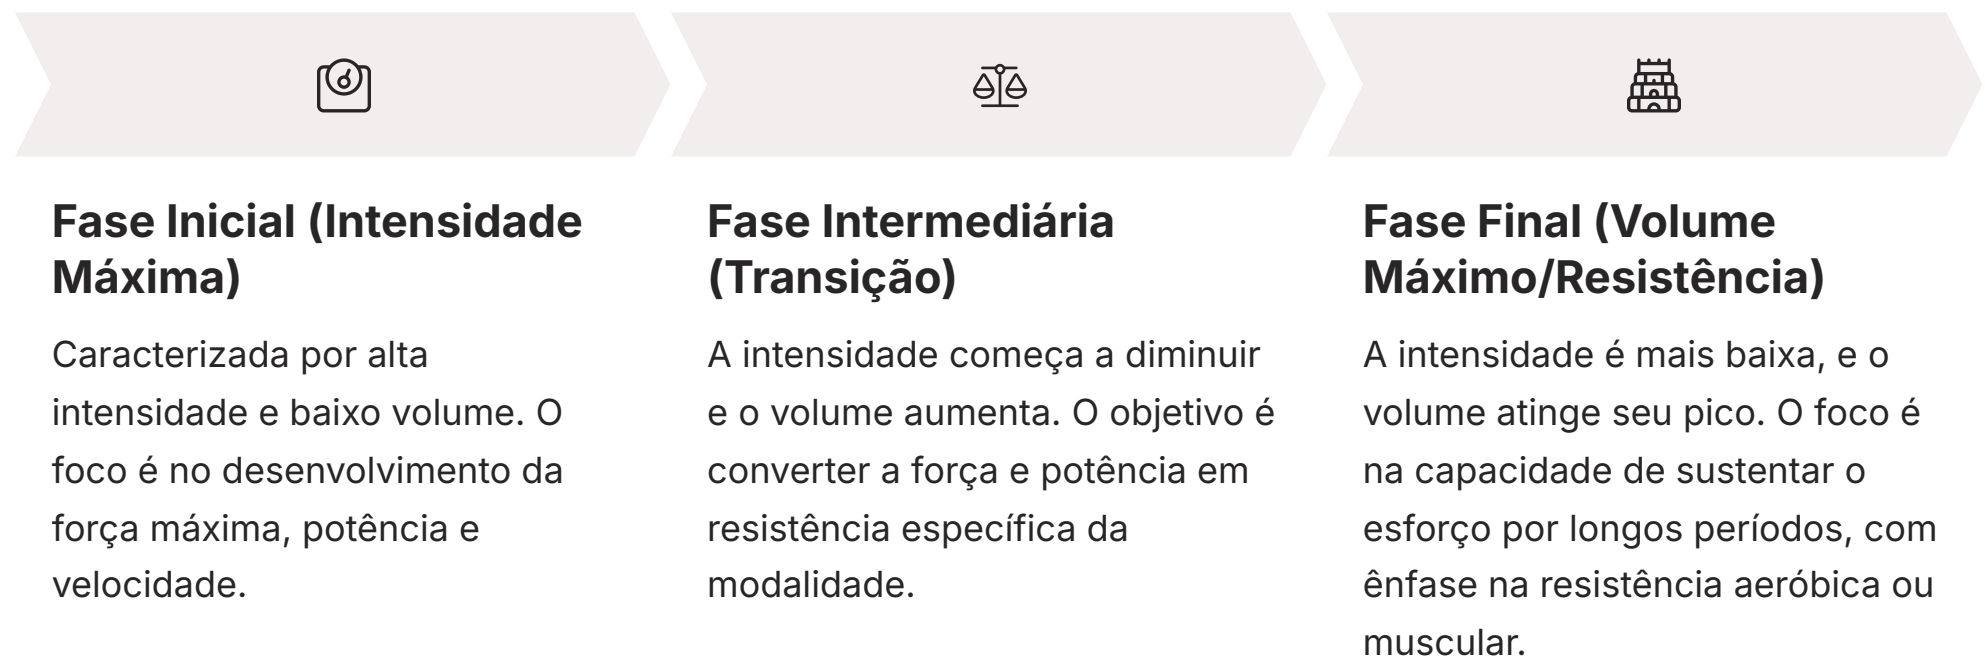 Fase Inicial (Intensidade
Máxima)
Caracterizada por alta
intensidade e baixo volume. O
foco é no desenvolvimento da
força máxima, potência e
velocidade.
Fase Intermediária
(Transição)
A intensidade começa a diminuir
e o volume aumenta. O objetivo é
converter a força e potência em
resistência específica da
modalidade.
Fase Final (Volume
Máximo/Resistência)
A intensidade é mais baixa, e o
volume atinge seu pico. O foco é
na capacidade de sustentar o
esforço por longos períodos, com
ênfase na resistência aeróbica ou
muscular.